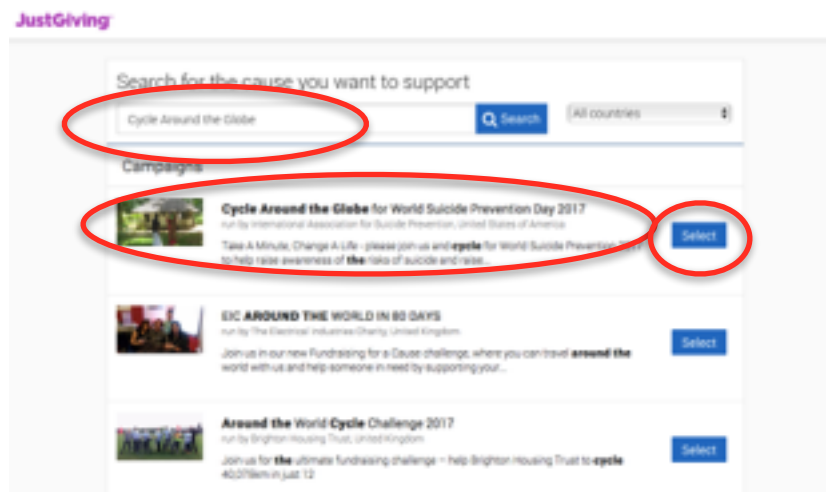 JustGiving
Search for the cause you want to support
Cycle Around the Globe
Search
All countries
Campaigns
Cycle Around the Globe for World Suicide Prevention Day 2017
run by International Association for Suicide Prevention, United States of America
Take A Minute, Change A Life - please join us and cycle for World Suicide Prevention 2017
to help raise awareness of the risks of suicide and raise...
Select
EIC AROUND THE WORLD IN 80 DAYS
run by The Electrical Industries Charity, United Kingdom
Join us in our new Fundraising for a Cause challenge, where you can travel around the
world with us and help someone in need by supporting your...
Select
Around the World Cycle Challenge 2017
run by Brighton Housing Trust, United Kingdom
Join us for the ultimate fundraising challenge – help Brighton Housing Trust to cycle
40,075km in just 12
Select